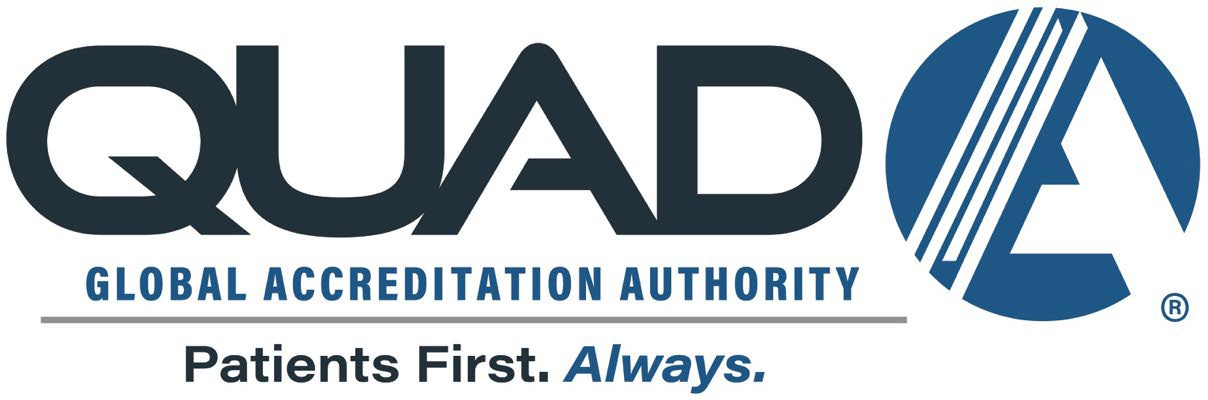 QUAD A
GLOBAL ACCREDITATION AUTHORITY
®
Patients First. Always.